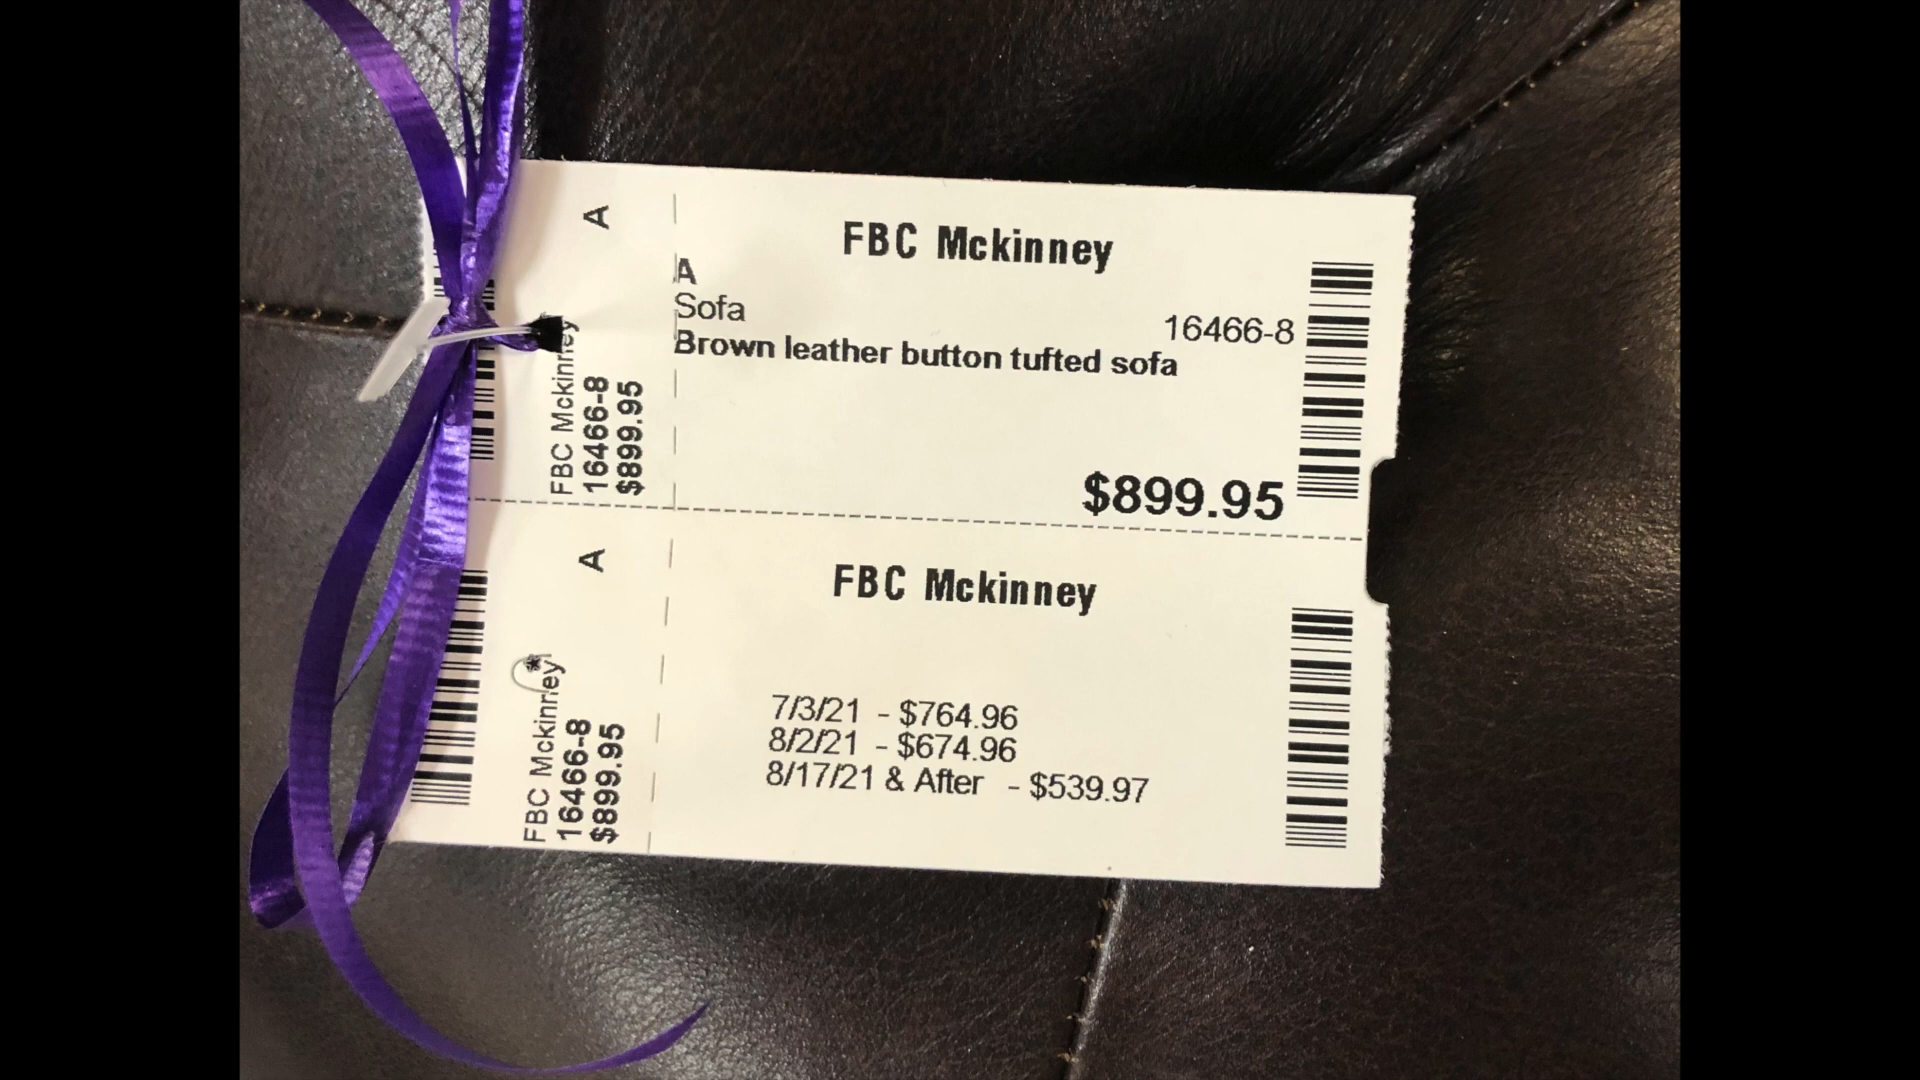 A
FBC Mckinney
16466-8
$899.95
FBC Mckinney
A
Sofa
16466-8
Brown leather button tufted sofa
$899.95
A
FBC Mckinney
16466-8
$899.95
FBC Mckinney
7/3/21 - $764.96
8/2/21 - $674.96
8/17/21 & After - $539.97